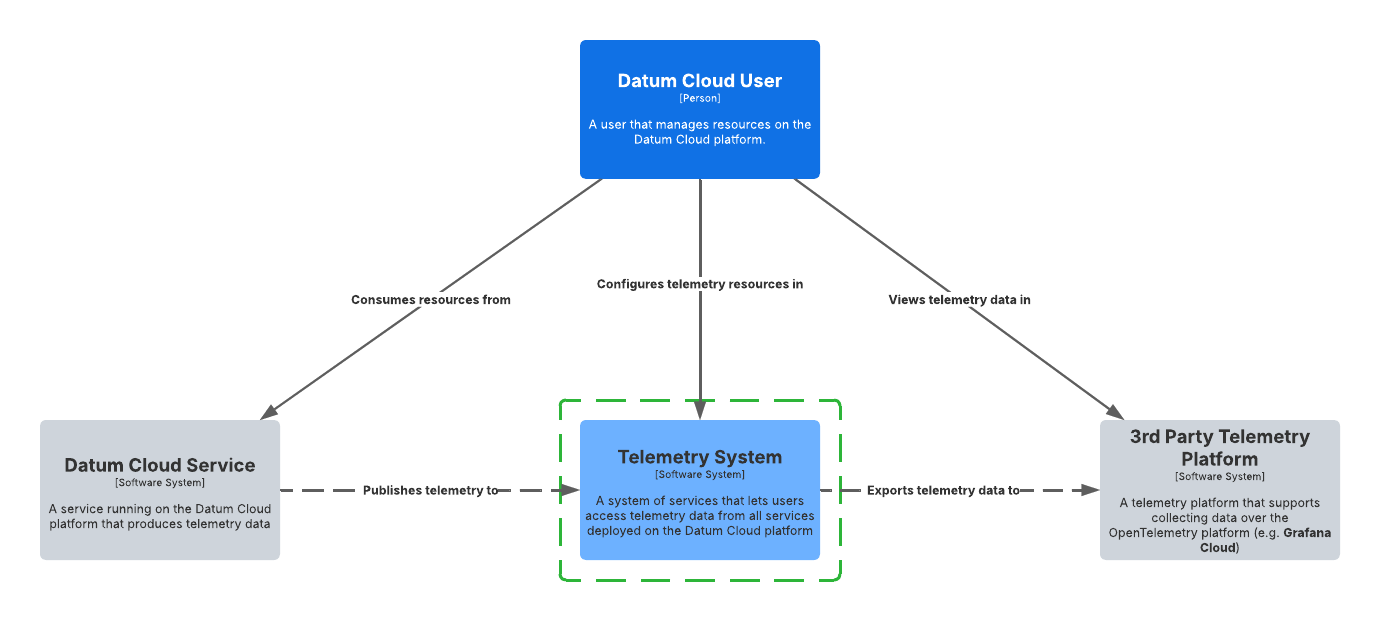 Datum Cloud User
[Person]
A user that manages resources on the
Datum Cloud platform.
Consumes resources from
Configures telemetry resources in
Views telemetry data in
Datum Cloud Service
[Software System]
A service running on the Datum Cloud
platform that produces telemetry data
Publishes telemetry to
Telemetry System
[Software System]
A system of services that lets users
access telemetry data from all services
deployed on the Datum Cloud platform
Exports telemetry data to
3rd Party Telemetry
Platform
[Software System]
A telemetry platform that supports
collecting data over the
OpenTelemetry platform (e.g. Grafana
Cloud)